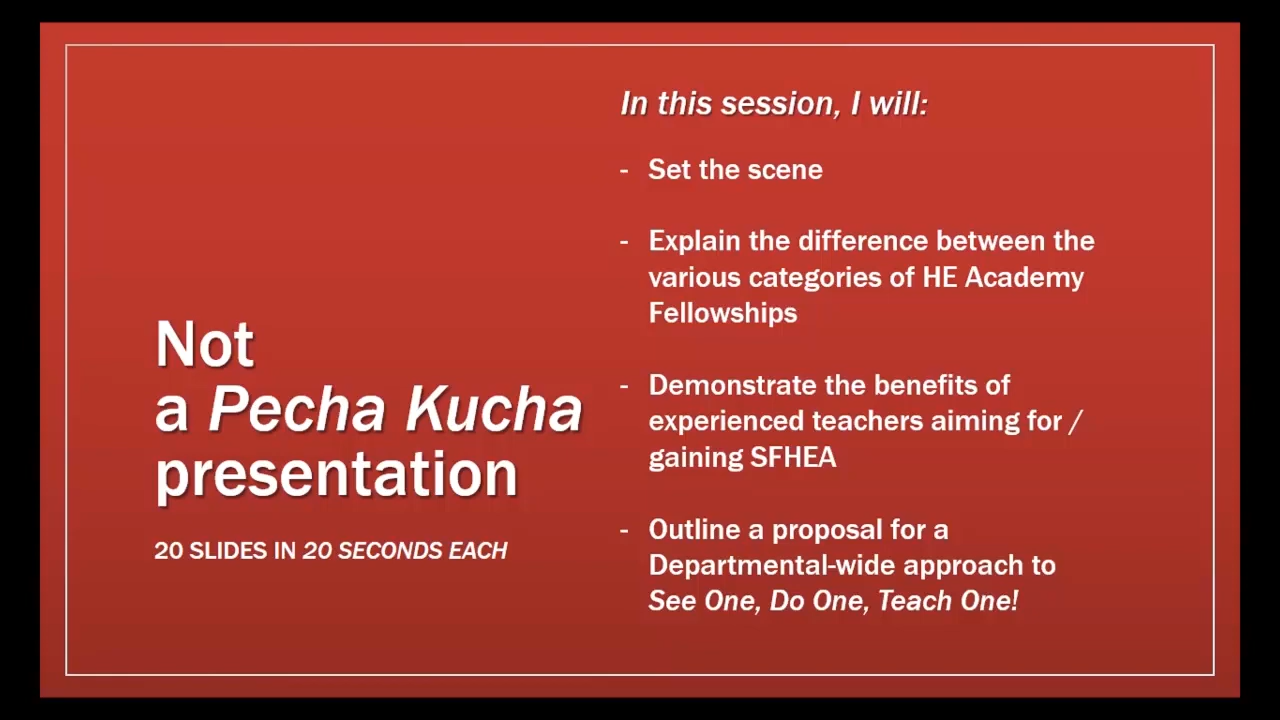 Not
a Pecha Kucha
presentation
20 SLIDES IN 20 SECONDS EACH
In this session, I will:
- Set the scene
- Explain the difference between the
various categories of HE Academy
Fellowships
- Demonstrate the benefits of
experienced teachers aiming for /
gaining SFHEA
- Outline a proposal for a
Departmental-wide approach to
See One, Do One, Teach One!